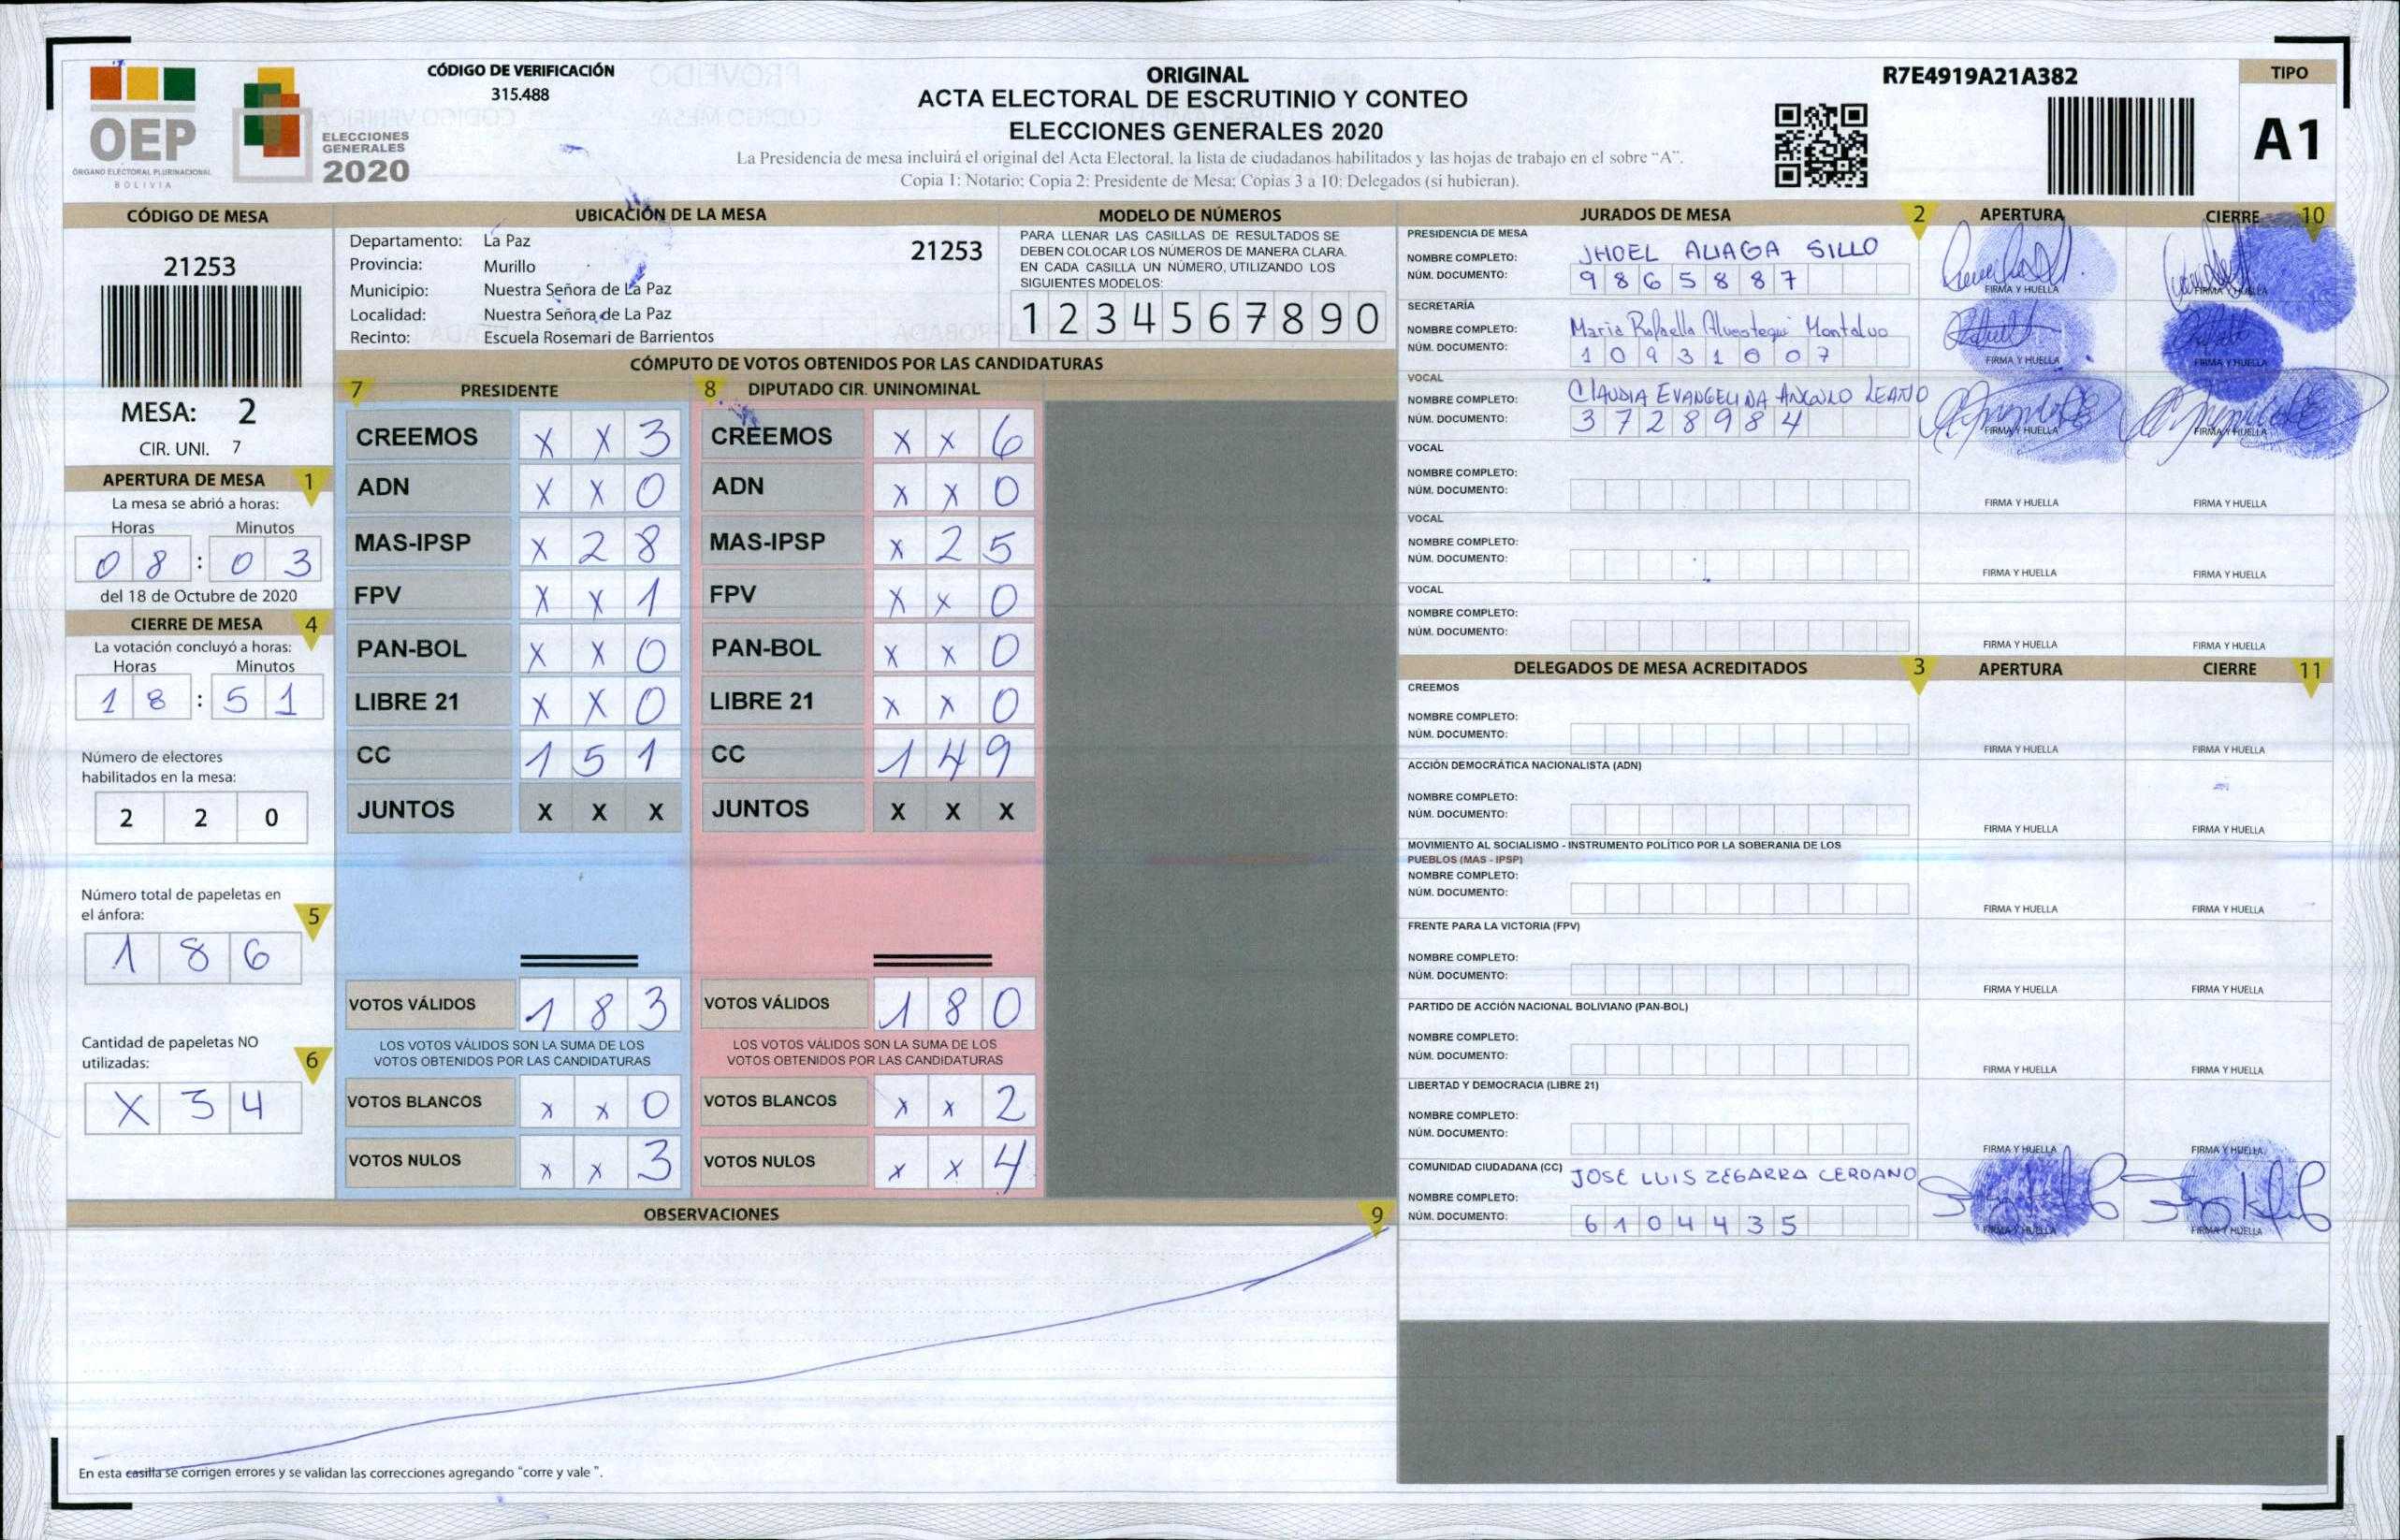 CÓDIGO DE VERIFICACIÓN
315.488
OEP
ÓRGANO ELECTORAL PLURINACIONAL
BOLIVIA
ELECCIONES
GENERALES
2020
ORIGINAL
ACTA ELECTORAL DE ESCRUTINIO Y CONTEO
ELECCIONES GENERALES 2020
La Presidencia de mesa incluirá el original del Acta Electoral, la lista de ciudadanos habilitados y las hojas de trabajo en el sobre "A".
Copia 1: Notario; Copia 2: Presidente de Mesa; Copias 3 a 10: Delegados (si hubieran).
R7E4919A21A382
TIPO
A1
CÓDIGO DE MESA
21253
MESA: 2
CIR. UNI. 7
APERTURA DE MESA 1
La mesa se abrió a horas:
Horas Minutos
0 8 : 0 3
del 18 de Octubre de 2020
CIERRE DE MESA 4
La votación concluyó a horas:
Horas Minutos
1 8 : 5 1
Número de electores
habilitados en la mesa:
2 2 0
Número total de papeletas en
el ánfora: 5
1 8 6
Cantidad de papeletas NO
utilizadas: 6
X 3 4
UBICACIÓN DE LA MESA
Departamento: La Paz 21253
Provincia: Murillo
Municipio: Nuestra Señora de La Paz
Localidad: Nuestra Señora de La Paz
Recinto: Escuela Rosemari de Barrientos
MODELO DE NÚMEROS
PARA LLENAR LAS CASILLAS DE RESULTADOS SE
DEBEN COLOCAR LOS NÚMEROS DE MANERA CLARA.
EN CADA CASILLA UN NÚMERO, UTILIZANDO LOS
SIGUIENTES MODELOS:
1 2 3 4 5 6 7 8 9 0
CÓMPUTO DE VOTOS OBTENIDOS POR LAS CANDIDATURAS
7 PRESIDENTE 8 DIPUTADO CIR. UNINOMINAL
CREEMOS X X 3 CREEMOS X X 6
ADN X X 0 ADN X X 0
MAS-IPSP X 2 8 MAS-IPSP X 2 5
FPV X X 1 FPV X X 0
PAN-BOL X X 0 PAN-BOL X X 0
LIBRE 21 X X 0 LIBRE 21 X X 0
CC 1 5 1 CC 1 4 9
JUNTOS X X X JUNTOS X X X
VOTOS VÁLIDOS 1 8 3 VOTOS VÁLIDOS 1 8 0
LOS VOTOS VÁLIDOS SON LA SUMA DE LOS LOS VOTOS VÁLIDOS SON LA SUMA DE LOS
VOTOS OBTENIDOS POR LAS CANDIDATURAS VOTOS OBTENIDOS POR LAS CANDIDATURAS
VOTOS BLANCOS X X 0 VOTOS BLANCOS X X 2
VOTOS NULOS X X 3 VOTOS NULOS X X 4
OBSERVACIONES 9
En esta casilla se corrigen errores y se validan las correcciones agregando "corre y vale ".
JURADOS DE MESA 2 APERTURA CIERRE 10
PRESIDENCIA DE MESA
NOMBRE COMPLETO: JHOEL ALIAGA SILLO
NÚM. DOCUMENTO: 9 8 6 5 8 8 7 FIRMA Y HUELLA FIRMA Y HUELLA
SECRETARÍA
NOMBRE COMPLETO: Maria Rafaella Alvestegui Montalvo
NÚM. DOCUMENTO: 1 0 9 3 1 0 0 7 FIRMA Y HUELLA FIRMA Y HUELLA
VOCAL
NOMBRE COMPLETO: CLAUDIA EVANGELINA ANGULO LEAÑO
NÚM. DOCUMENTO: 3 7 2 8 9 8 4 FIRMA Y HUELLA FIRMA Y HUELLA
VOCAL
NOMBRE COMPLETO:
NÚM. DOCUMENTO: FIRMA Y HUELLA FIRMA Y HUELLA
VOCAL
NOMBRE COMPLETO:
NÚM. DOCUMENTO: FIRMA Y HUELLA FIRMA Y HUELLA
VOCAL
NOMBRE COMPLETO:
NÚM. DOCUMENTO: FIRMA Y HUELLA FIRMA Y HUELLA
DELEGADOS DE MESA ACREDITADOS 3 APERTURA CIERRE 11
CREEMOS
NOMBRE COMPLETO:
NÚM. DOCUMENTO: FIRMA Y HUELLA FIRMA Y HUELLA
ACCIÓN DEMOCRÁTICA NACIONALISTA (ADN)
NOMBRE COMPLETO:
NÚM. DOCUMENTO: FIRMA Y HUELLA FIRMA Y HUELLA
MOVIMIENTO AL SOCIALISMO - INSTRUMENTO POLÍTICO POR LA SOBERANIA DE LOS
PUEBLOS (MAS - IPSP)
NOMBRE COMPLETO:
NÚM. DOCUMENTO: FIRMA Y HUELLA FIRMA Y HUELLA
FRENTE PARA LA VICTORIA (FPV)
NOMBRE COMPLETO:
NÚM. DOCUMENTO: FIRMA Y HUELLA FIRMA Y HUELLA
PARTIDO DE ACCIÓN NACIONAL BOLIVIANO (PAN-BOL)
NOMBRE COMPLETO:
NÚM. DOCUMENTO: FIRMA Y HUELLA FIRMA Y HUELLA
LIBERTAD Y DEMOCRACIA (LIBRE 21)
NOMBRE COMPLETO:
NÚM. DOCUMENTO: FIRMA Y HUELLA FIRMA Y HUELLA
COMUNIDAD CIUDADANA (CC) JOSE LUIS ZEGARRA CERDANO
NOMBRE COMPLETO:
NÚM. DOCUMENTO: 6 1 0 4 4 3 5 FIRMA Y HUELLA FIRMA Y HUELLA